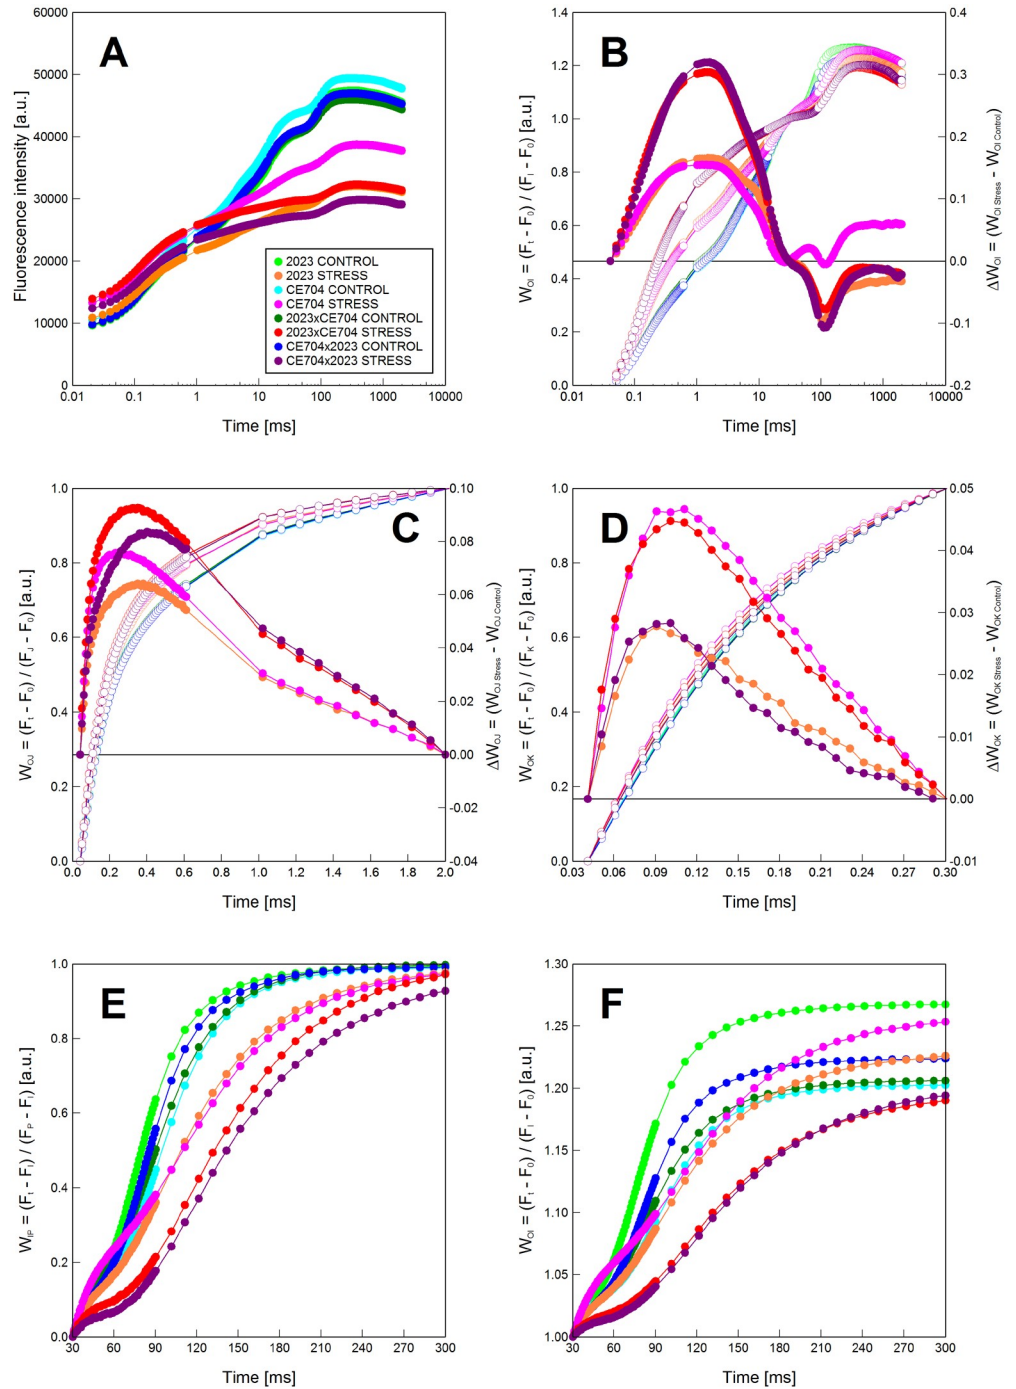 A
60000
50000
40000
30000
20000
10000
0
Fluorescence intensity [a.u.]
0.01 0.1 1 10 100 1000 10000
Time [ms]
2023 CONTROL
2023 STRESS
CE704 CONTROL
CE704 STRESS
2023xCE704 CONTROL
2023xCE704 STRESS
CE704x2023 CONTROL
CE704x2023 STRESS
B
1.4
1.2
1.0
0.8
0.6
0.4
0.2
0.0
W_OI = (F_t - F_0) / (F_I - F_0) [a.u.]
0.4
0.3
0.2
0.1
0.0
-0.1
-0.2
ΔW_OI = (W_OI Stress - W_OI Control)
0.01 0.1 1 10 100 1000 10000
Time [ms]
C
1.0
0.8
0.6
0.4
0.2
0.0
W_OJ = (F_t - F_0) / (F_J - F_0) [a.u.]
0.10
0.08
0.06
0.04
0.02
0.00
-0.02
-0.04
ΔW_OJ = (W_OJ Stress - W_OJ Control)
0.0 0.2 0.4 0.6 0.8 1.0 1.2 1.4 1.6 1.8 2.0
Time [ms]
D
1.0
0.8
0.6
0.4
0.2
0.0
W_OK = (F_t - F_0) / (F_K - F_0) [a.u.]
0.05
0.04
0.03
0.02
0.01
0.00
-0.01
ΔW_OK = (W_OK Stress - W_OK Control)
0.03 0.06 0.09 0.12 0.15 0.18 0.21 0.24 0.27 0.30
Time [ms]
E
1.0
0.8
0.6
0.4
0.2
0.0
W_IP = (F_t - F_I) / (F_P - F_I) [a.u.]
30 60 90 120 150 180 210 240 270 300
Time [ms]
F
1.30
1.25
1.20
1.15
1.10
1.05
1.00
W_OI = (F_t - F_0) / (F_I - F_0) [a.u.]
30 60 90 120 150 180 210 240 270 300
Time [ms]